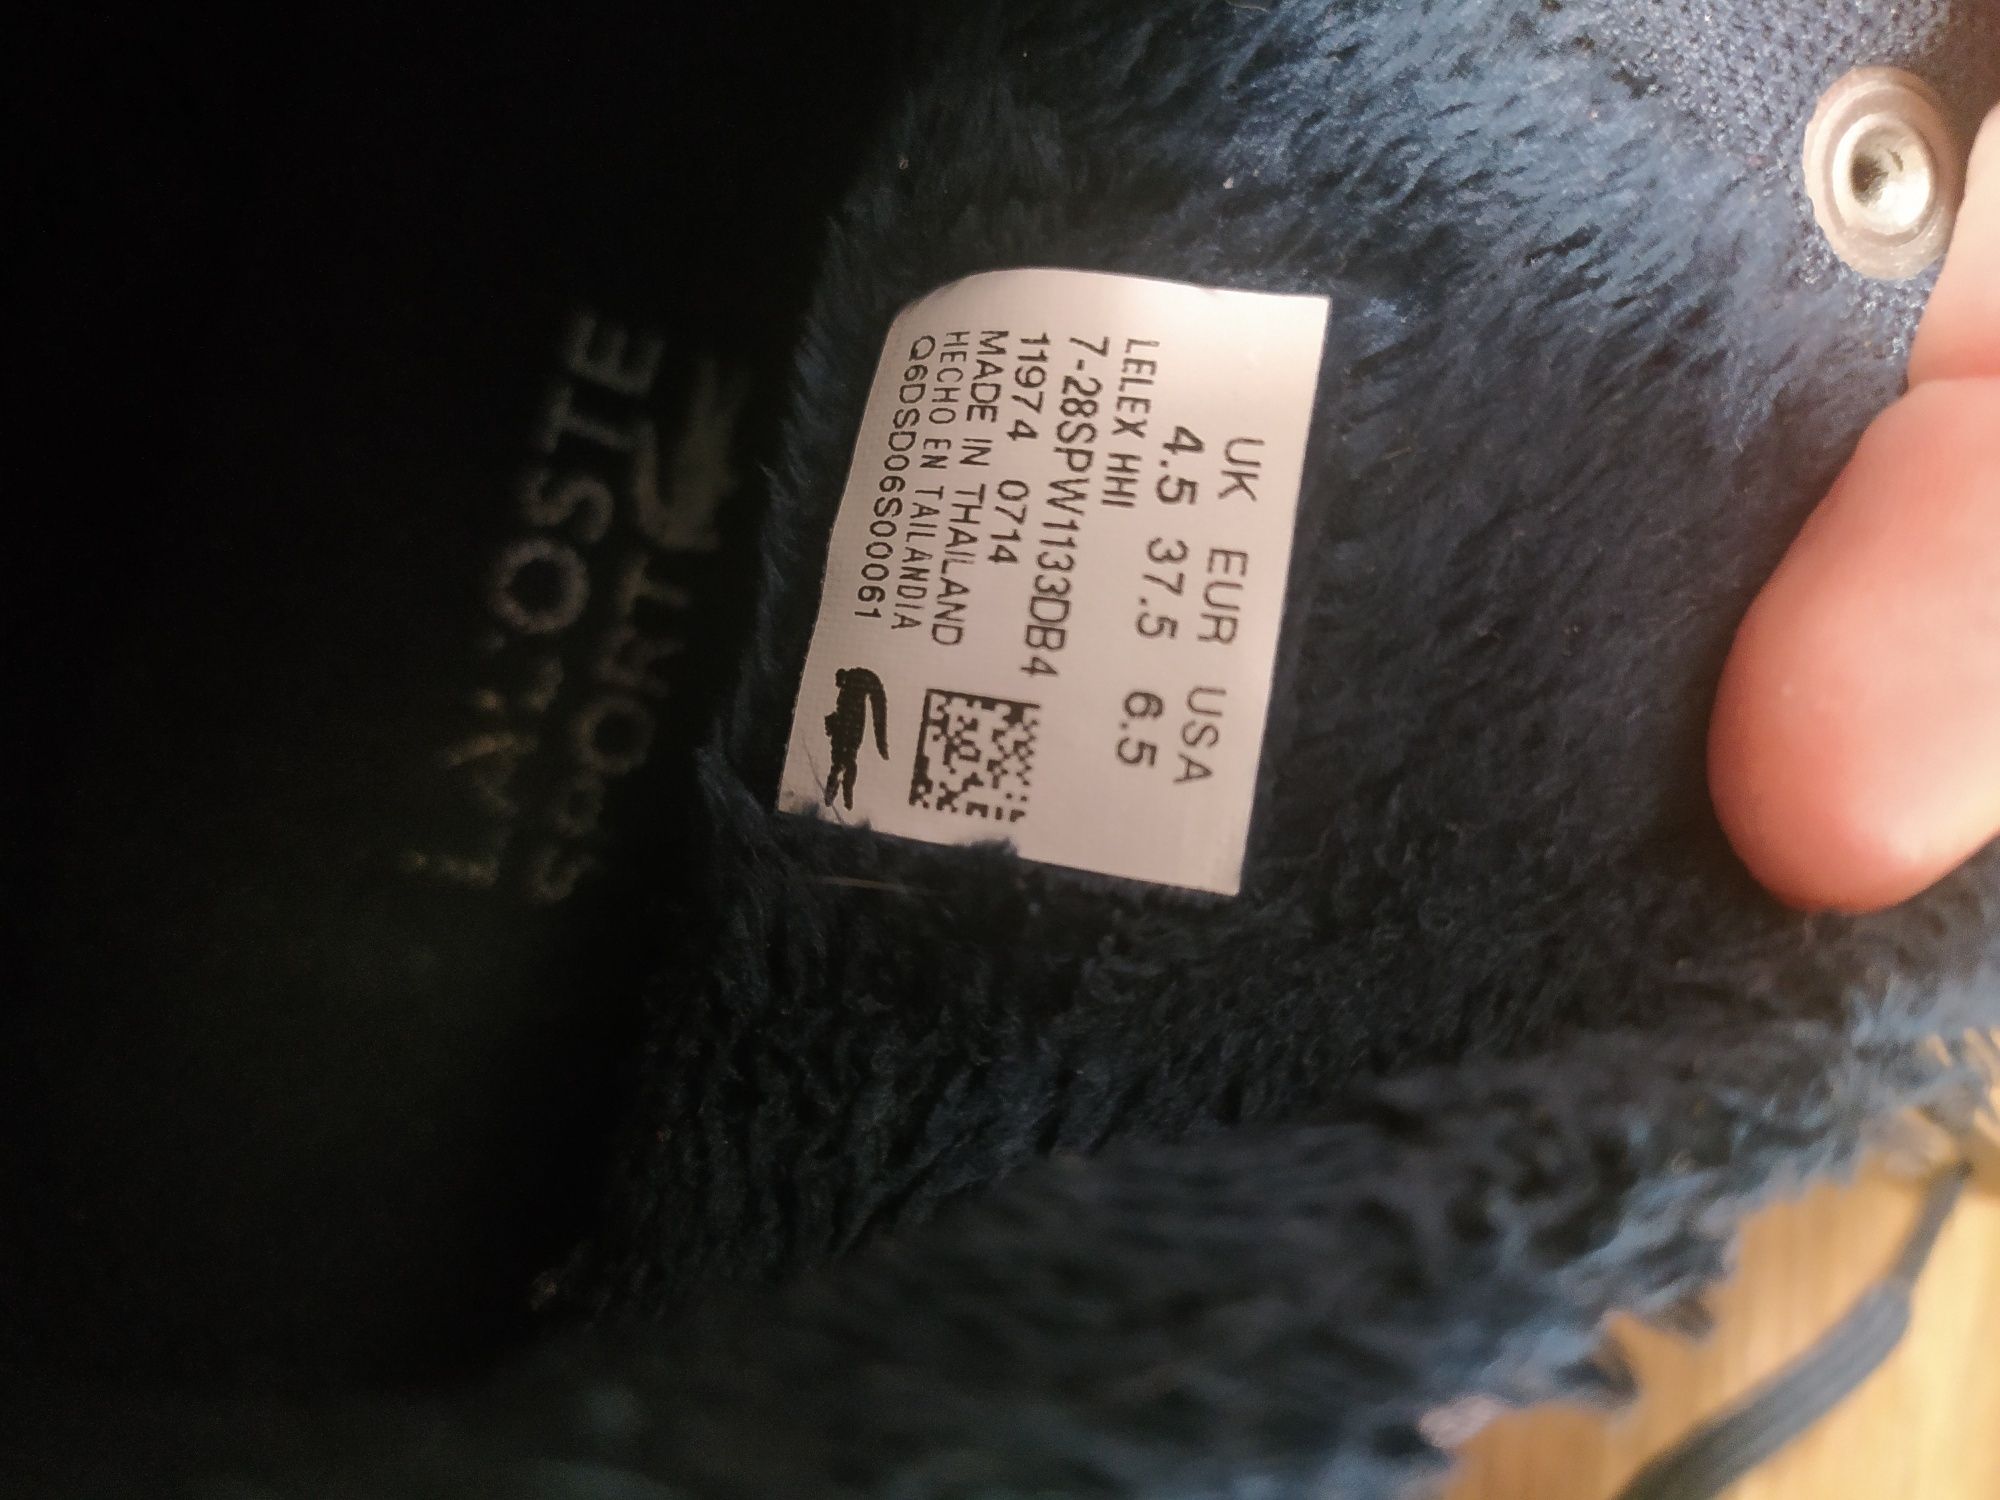 UK EUR USA
4.5 37.5 6.5
LELEX HHI
7-28SPW1133DB4
11974 0714
MADE IN THAILAND
HECHO EN TAILANDIA
Q6DSD06S00061
LACOSTE
SPORT